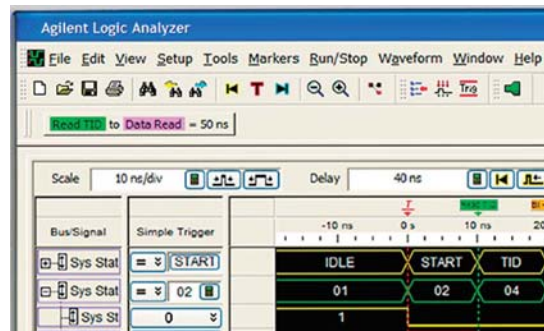 Agilent Logic Analyzer
File Edit View Setup Tools Markers Run/Stop Waveform Window Help
T Trig
Read TID to Data Read = 50 ns
Scale 10 ns/div Delay 40 ns
T
Bus/Signal Simple Trigger -10 ns 0 s 10 ns 20
Sys Stat = START IDLE START TID
Sys Stat = 02 01 02 04
Sys St 0 1